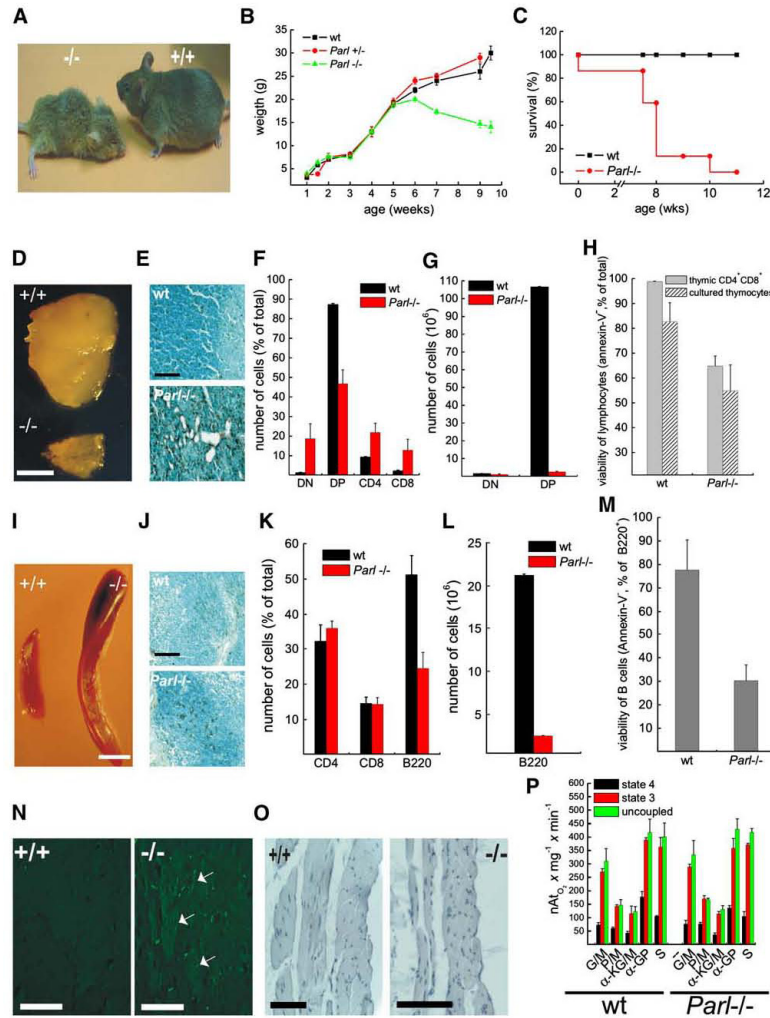 A
-/-
+/+
B
wt
Parl +/-
Parl -/-
weigth (g)
35
30
25
20
15
10
5
0
0 1 2 3 4 5 6 7 8 9 10
age (weeks)
C
survival (%)
120
100
80
60
40
20
0
wt
Parl-/-
0 2 8 10 12
age (wks)
D
+/+
-/-
E
wt
Parl-/-
F
wt
Parl-/-
number of cells (% of total)
100
90
80
70
60
50
40
30
20
10
DN DP CD4 CD8
G
wt
Parl-/-
number of cells (10⁶)
110
100
90
80
70
60
50
40
30
20
10
DN DP
H
thymic CD4⁺CD8⁺
cultured thymocytes
viability of lymphocytes (annexin-V⁻, % of total)
100
90
80
70
60
50
40
30
wt Parl-/-
I
+/+
-/-
J
wt
Parl-/-
K
wt
Parl -/-
number of cells (% of total)
60
50
40
30
20
10
CD4 CD8 B220
L
wt
Parl-/-
number of cells (10⁶)
25
20
15
10
5
B220
M
viability of B cells (Annexin-V⁻, % of B220⁺)
100
90
80
70
60
50
40
30
20
10
0
wt Parl-/-
N
+/+
-/-
O
+/+
-/-
P
state 4
state 3
uncoupled
nAtₒ, x mg⁻¹ x min⁻¹
500
450
400
350
300
250
200
150
100
50
G/M P/M α-KG/M α-GP S G/M P/M α-KG/M α-GP S
wt Parl-/-